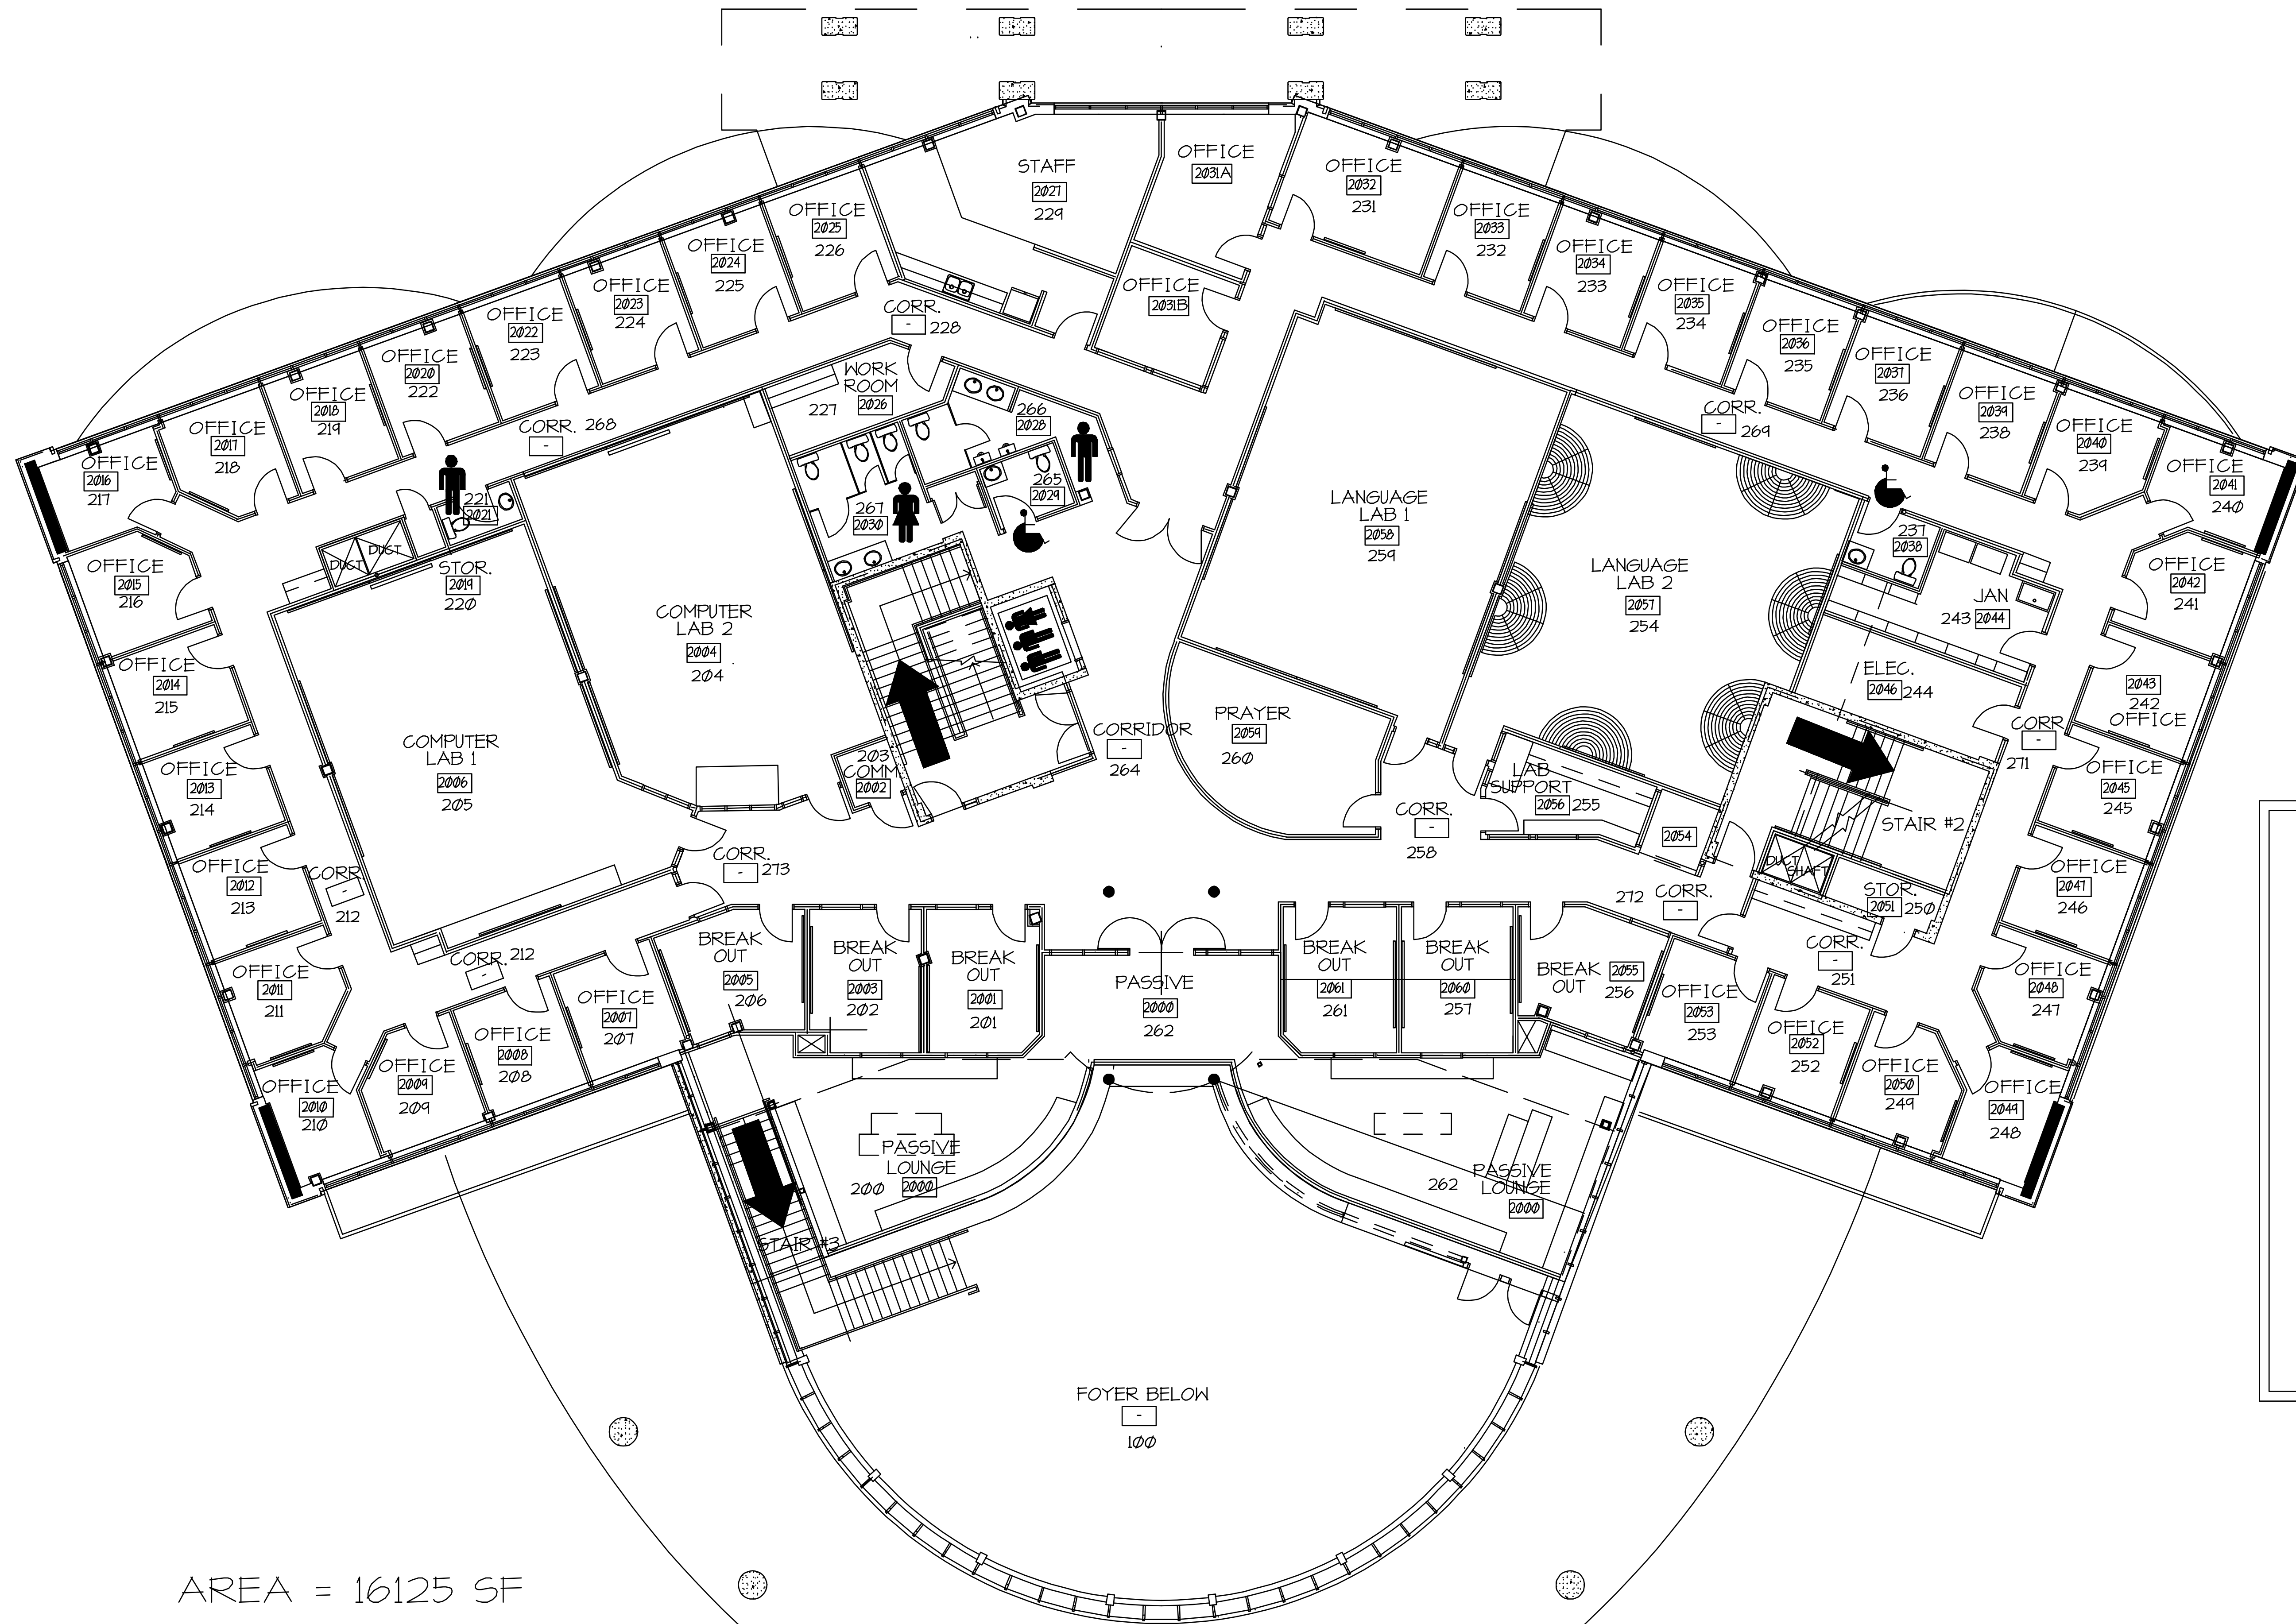 STAFF
2027
229
OFFICE
2031A
OFFICE
2032
231
OFFICE
2025
226
OFFICE
2033
232
OFFICE
2024
225
OFFICE
2034
233
OFFICE
2023
224
OFFICE
2031B
OFFICE
2035
234
OFFICE
2022
223
CORR.
- 228
OFFICE
2036
235
OFFICE
2020
222
OFFICE
2037
236
OFFICE
2018
219
WORK
ROOM
227 2026
266
2028
CORR.
- 269
OFFICE
2039
238
OFFICE
2017
218
CORR. 268
-
OFFICE
2040
239
OFFICE
2016
217
OFFICE
2041
240
221
2021
265
2029
267
2030
LANGUAGE
LAB 1
2058
259
237
2038
DUCT
DUCT
STOR.
2019
220
OFFICE
2015
216
LANGUAGE
LAB 2
2057
254
OFFICE
2042
241
COMPUTER
LAB 2
2004
204
JAN
243 2044
OFFICE
2014
215
ELEC.
2046 244
2043
242
OFFICE
COMPUTER
LAB 1
2006
205
PRAYER
2059
260
CORRIDOR
-
264
CORR.
-
271
OFFICE
2013
214
203
COMM.
2002
LAB
SUPPORT
2056 255
OFFICE
2045
245
CORR.
-
258
2054
STAIR #2
DUCT
SHAFT
OFFICE
2012
213
CORR.
-
212
CORR.
- 273
OFFICE
2047
246
STOR.
2051 250
272 CORR.
-
CORR. 212
-
BREAK
OUT
2005
206
BREAK
OUT
2003
202
BREAK
OUT
2001
201
PASSIVE
2000
262
BREAK
OUT
2061
261
BREAK
OUT
2060
257
BREAK
OUT
2055
256
CORR.
-
251
OFFICE
2011
211
OFFICE
2048
247
OFFICE
2007
207
OFFICE
2053
253
OFFICE
2008
208
OFFICE
2052
252
OFFICE
2009
209
OFFICE
2050
249
OFFICE
2010
210
OFFICE
2049
248
PASSIVE
LOUNGE
200 2000
PASSIVE
LOUNGE
262
2000
STAIR #3
FOYER BELOW
-
100
AREA = 16125 SF